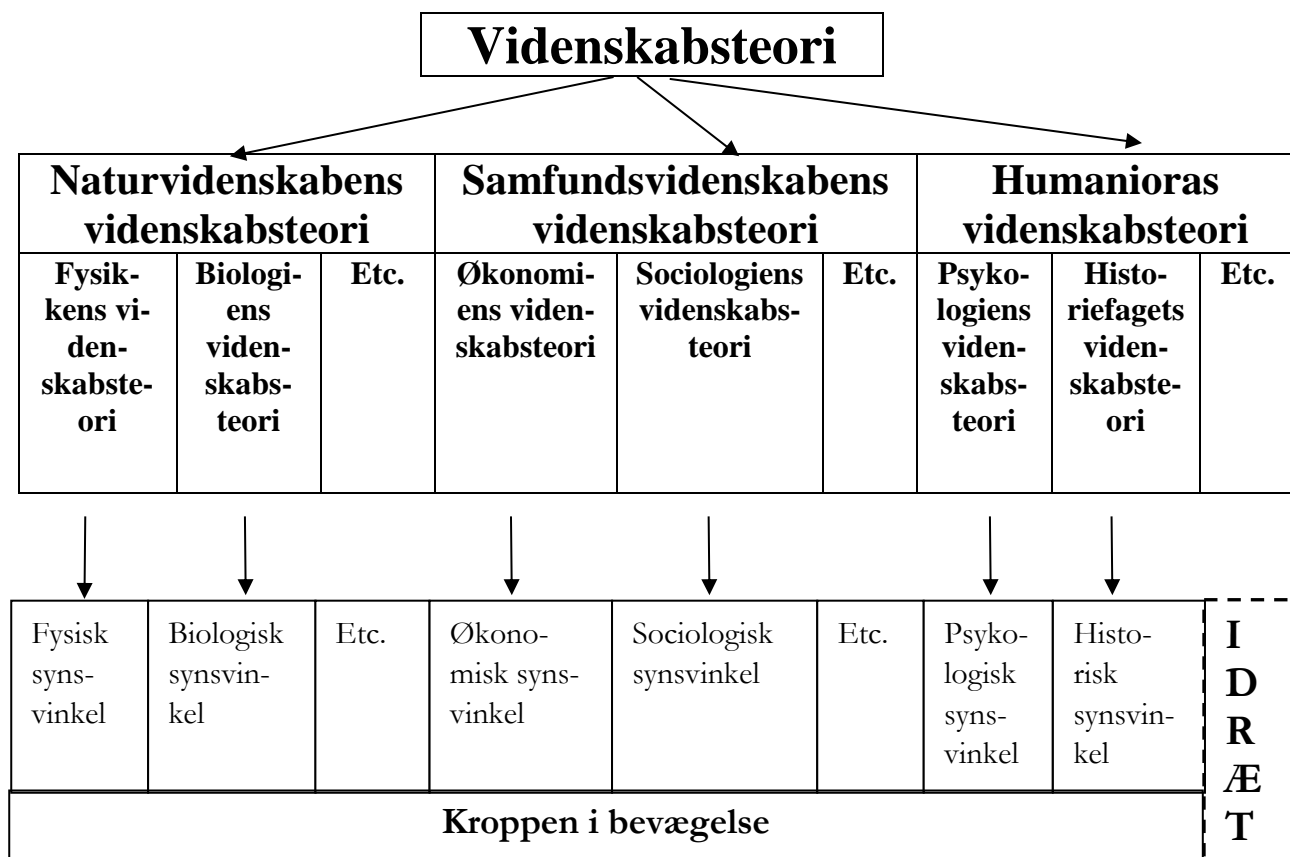 Videnskabsteori
Naturvidenskabens
videnskabsteori
Samfundsvidenskabens
videnskabsteori
Humanioras
videnskabsteori
Fysik-
kens vi-
den-
skabste-
ori
Biologi-
ens
viden-
skabs-
teori
Etc.
Økonomi-
ens viden-
skabsteori
Sociologiens
videnskabs-
teori
Etc.
Psyko-
logiens
viden-
skabs-
teori
Histo-
riefagets
viden-
skabste-
ori
Etc.
Fysisk
syns-
vinkel
Biologisk
synsvin-
kel
Etc.
Økono-
misk syns-
vinkel
Sociologisk
synsvinkel
Etc.
Psyko-
logisk
syns-
vinkel
Histo-
risk
synsvin-
kel
I
D
R
Æ
T
Kroppen i bevægelse